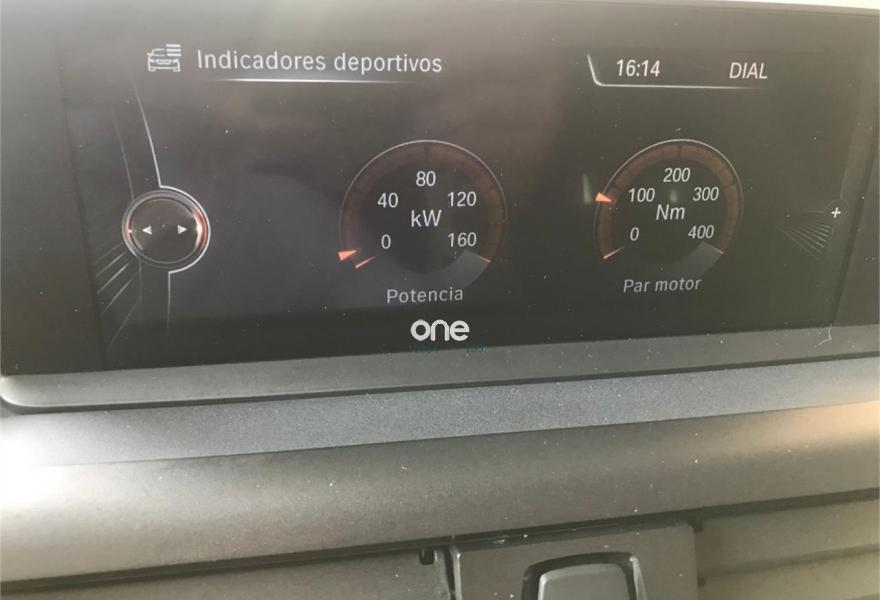 Indicadores deportivos
16:14 DIAL
80
40 120
kW
0 160
Potencia
200
100 300
Nm
0 400
Par motor
+
one